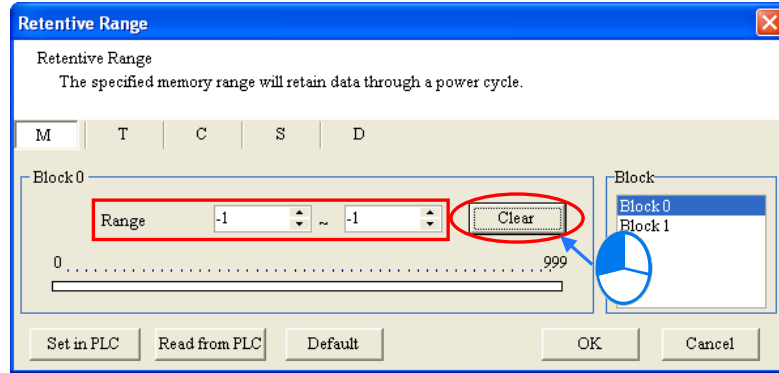 Retentive Range
Retentive Range
The specified memory range will retain data through a power cycle.
M T C S D
Block 0
Range -1 ~ -1 Clear
0 999
Block
Block 0
Block 1
Set in PLC Read from PLC Default OK Cancel